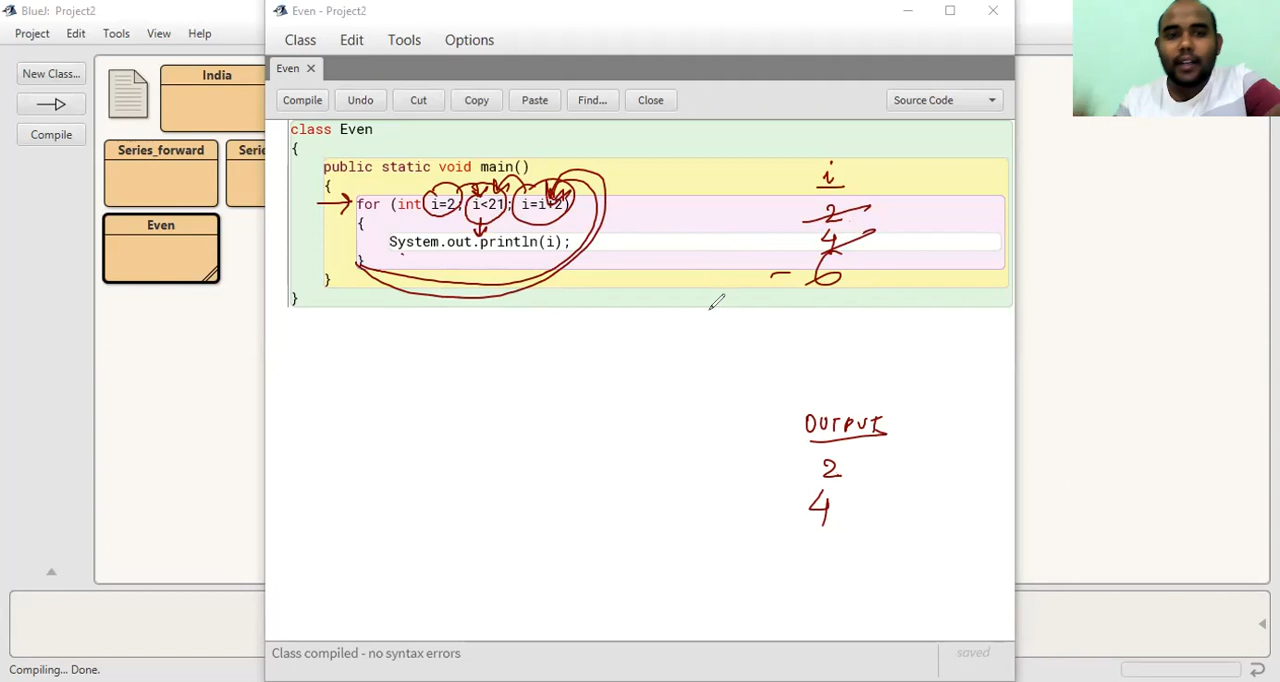 BlueJ: Project2
Project Edit Tools View Help
New Class...
Compile
India
Series_forward
Serie
Even
Compiling... Done.
Even - Project2
Class Edit Tools Options
Even
Compile Undo Cut Copy Paste Find... Close Source Code
class Even
{
public static void main()
{
for (int i=2; i<21; i=i+2)
{
System.out.println(i);
}
}
}
i
2
4
- 6
OUTPUT
2
4
Class compiled - no syntax errors
saved